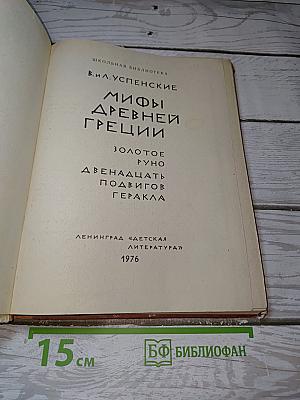 ШКОЛЬНАЯ БИБЛИОТЕКА
В. и Л. УСПЕНСКИЕ
МИФЫ
ДРЕВНЕЙ
ГРЕЦИИ
ЗОЛОТОЕ
РУНО
ДВЕНАДЦАТЬ
ПОДВИГОВ
ГЕРАКЛА
ЛЕНИНГРАД «ДЕТСКАЯ
ЛИТЕРАТУРА»
1976
15 СМ
БФ БИБЛИОФАН